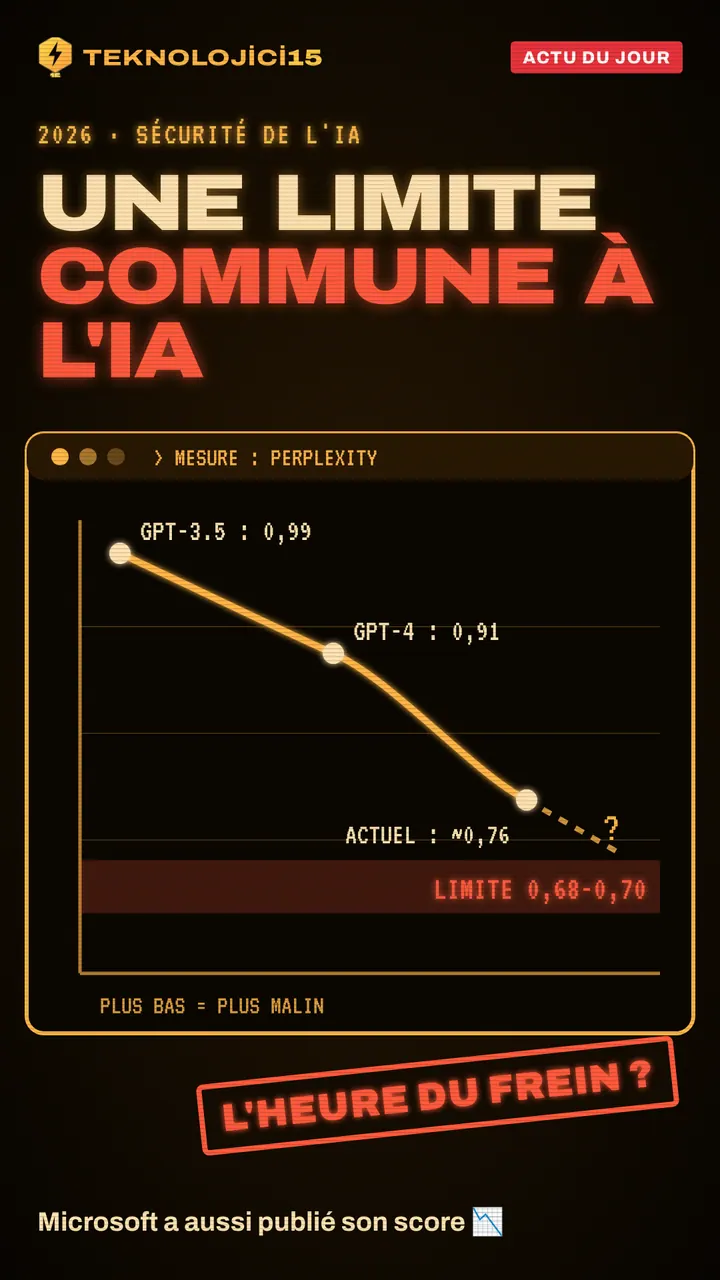 TEKNOLOJİCİ15
ACTU DU JOUR
2026 · SÉCURITÉ DE L'IA
UNE LIMITE
COMMUNE À
L'IA
> MESURE : PERPLEXITY
GPT-3.5 : 0,99
GPT-4 : 0,91
?
ACTUEL : ~0,76
LIMITE 0,68-0,70
PLUS BAS = PLUS MALIN
L'HEURE DU FREIN ?
Microsoft a aussi publié son score 📉